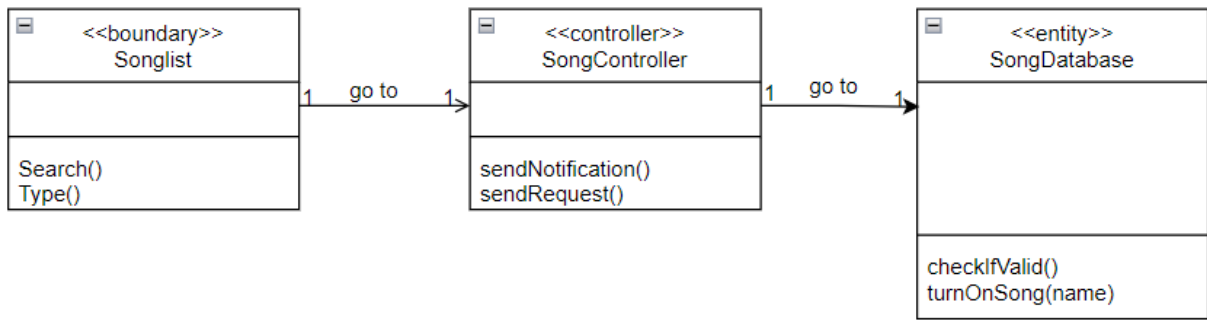 <<boundary>>
Songlist
Search()
Type()
1 go to 1
<<controller>>
SongController
sendNotification()
sendRequest()
1 go to 1
<<entity>>
SongDatabase
checkIfValid()
turnOnSong(name)